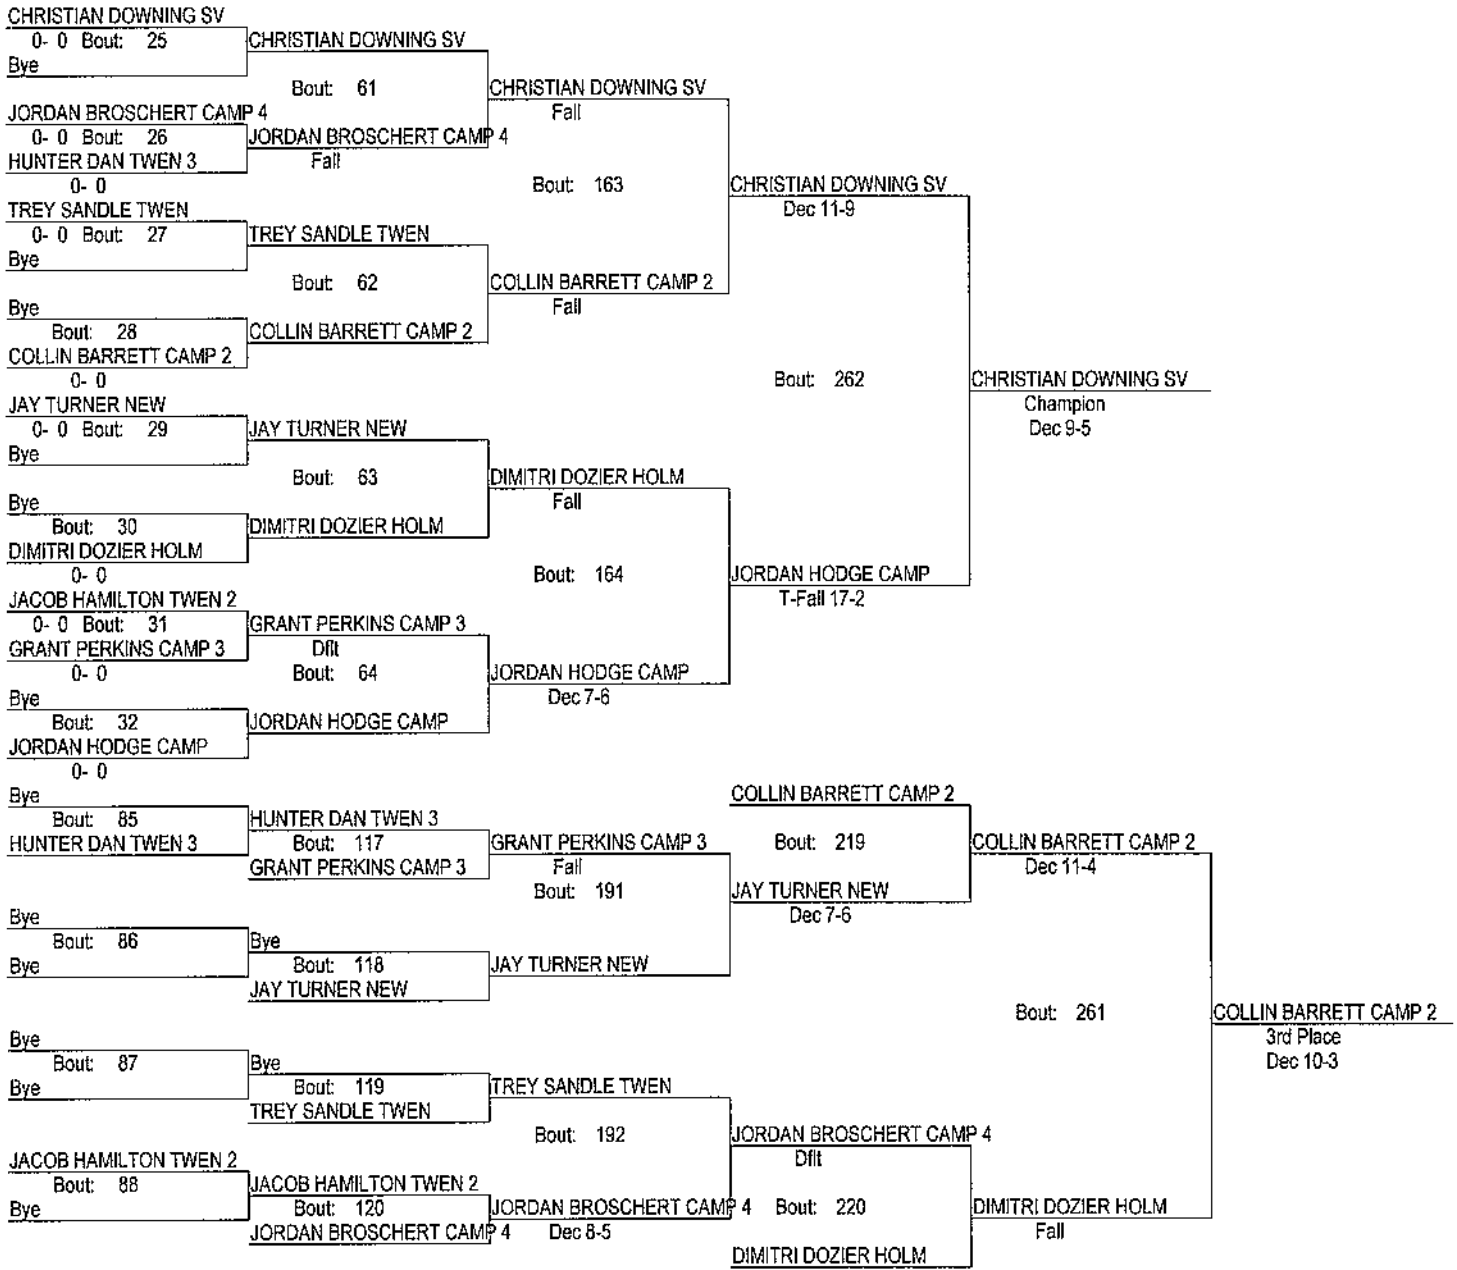 CHRISTIAN DOWNING SV
0- 0 Bout: 25
Bye
CHRISTIAN DOWNING SV
Bout: 61
JORDAN BROSCHERT CAMP 4
0- 0 Bout: 26
HUNTER DAN TWEN 3
0- 0
JORDAN BROSCHERT CAMP 4
Fall
CHRISTIAN DOWNING SV
Fall
Bout: 163
TREY SANDLE TWEN
0- 0 Bout: 27
Bye
TREY SANDLE TWEN
Bout: 62
Bye
Bout: 28
COLLIN BARRETT CAMP 2
0- 0
COLLIN BARRETT CAMP 2
COLLIN BARRETT CAMP 2
Fall
CHRISTIAN DOWNING SV
Dec 11-9
Bout: 262
CHRISTIAN DOWNING SV
Champion
Dec 9-5
JAY TURNER NEW
0- 0 Bout: 29
Bye
JAY TURNER NEW
Bout: 63
Bye
Bout: 30
DIMITRI DOZIER HOLM
0- 0
DIMITRI DOZIER HOLM
DIMITRI DOZIER HOLM
Fall
Bout: 164
JACOB HAMILTON TWEN 2
0- 0 Bout: 31
GRANT PERKINS CAMP 3
0- 0
GRANT PERKINS CAMP 3
Dflt
Bout: 64
Bye
Bout: 32
JORDAN HODGE CAMP
0- 0
JORDAN HODGE CAMP
JORDAN HODGE CAMP
Dec 7-6
JORDAN HODGE CAMP
T-Fall 17-2
Bye
Bout: 85
HUNTER DAN TWEN 3
HUNTER DAN TWEN 3
Bout: 117
GRANT PERKINS CAMP 3
GRANT PERKINS CAMP 3
Fall
Bout: 191
Bye
Bout: 86
Bye
Bye
Bout: 118
JAY TURNER NEW
JAY TURNER NEW
COLLIN BARRETT CAMP 2
Bout: 219
JAY TURNER NEW
Dec 7-6
COLLIN BARRETT CAMP 2
Dec 11-4
Bout: 261
COLLIN BARRETT CAMP 2
3rd Place
Dec 10-3
Bye
Bout: 87
Bye
Bye
Bout: 119
TREY SANDLE TWEN
TREY SANDLE TWEN
Bout: 192
JACOB HAMILTON TWEN 2
Bout: 88
Bye
JACOB HAMILTON TWEN 2
Bout: 120
JORDAN BROSCHERT CAMP 4
JORDAN BROSCHERT CAMP 4
Dec 8-5
JORDAN BROSCHERT CAMP 4
Dflt
Bout: 220
DIMITRI DOZIER HOLM
DIMITRI DOZIER HOLM
Fall